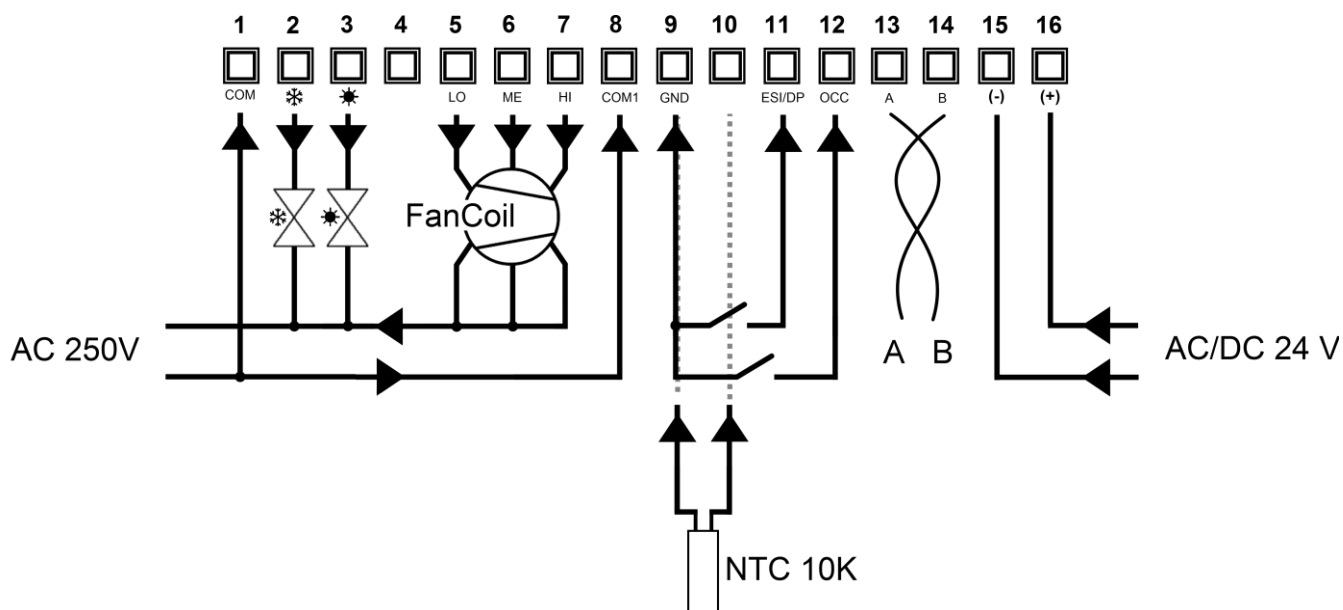 1 2 3 4 5 6 7 8 9 10 11 12 13 14 15 16
COM LO ME HI COM1 GND ESI/DP OCC A B (-) (+)
FanCoil
AC 250V
A B
AC/DC 24 V
NTC 10K